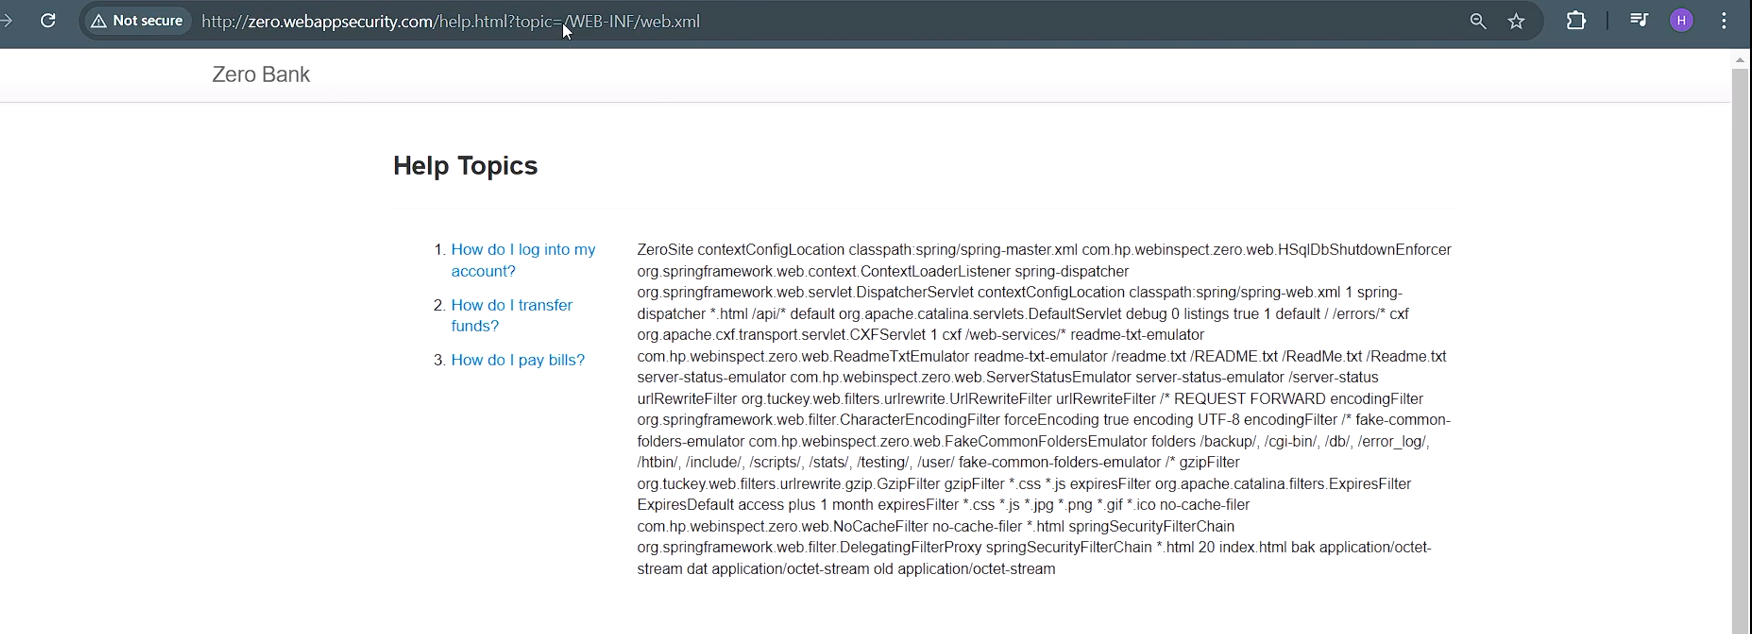 Not secure
http://zero.webappsecurity.com/help.html?topic=/WEB-INF/web.xml
H
Zero Bank
Help Topics
1. How do I log into my
account?
2. How do I transfer
funds?
3. How do I pay bills?
ZeroSite contextConfigLocation classpath:spring/spring-master.xml com.hp.webinspect.zero.web.HSqlDbShutdownEnforcer
org.springframework.web.context.ContextLoaderListener spring-dispatcher
org.springframework.web.servlet.DispatcherServlet contextConfigLocation classpath:spring/spring-web.xml 1 spring-
dispatcher *.html /api/* default org.apache.catalina.servlets.DefaultServlet debug 0 listings true 1 default / /errors/* cxf
org.apache.cxf.transport.servlet.CXFServlet 1 cxf /web-services/* readme-txt-emulator
com.hp.webinspect.zero.web.ReadmeTxtEmulator readme-txt-emulator /readme.txt /README.txt /ReadMe.txt /Readme.txt
server-status-emulator com.hp.webinspect.zero.web.ServerStatusEmulator server-status-emulator /server-status
urlRewriteFilter org.tuckey.web.filters.urlrewrite.UrlRewriteFilter urlRewriteFilter /* REQUEST FORWARD encodingFilter
org.springframework.web.filter.CharacterEncodingFilter forceEncoding true encoding UTF-8 encodingFilter /* fake-common-
folders-emulator com.hp.webinspect.zero.web.FakeCommonFoldersEmulator folders /backup/, /cgi-bin/, /db/, /error_log/,
/htbin/, /include/, /scripts/, /stats/, /testing/, /user/ fake-common-folders-emulator /* gzipFilter
org.tuckey.web.filters.urlrewrite.gzip.GzipFilter gzipFilter *.css *.js expiresFilter org.apache.catalina.filters.ExpiresFilter
ExpiresDefault access plus 1 month expiresFilter *.css *.js *.jpg *.png *.gif *.ico no-cache-filer
com.hp.webinspect.zero.web.NoCacheFilter no-cache-filer *.html springSecurityFilterChain
org.springframework.web.filter.DelegatingFilterProxy springSecurityFilterChain *.html 20 index.html bak application/octet-
stream dat application/octet-stream old application/octet-stream